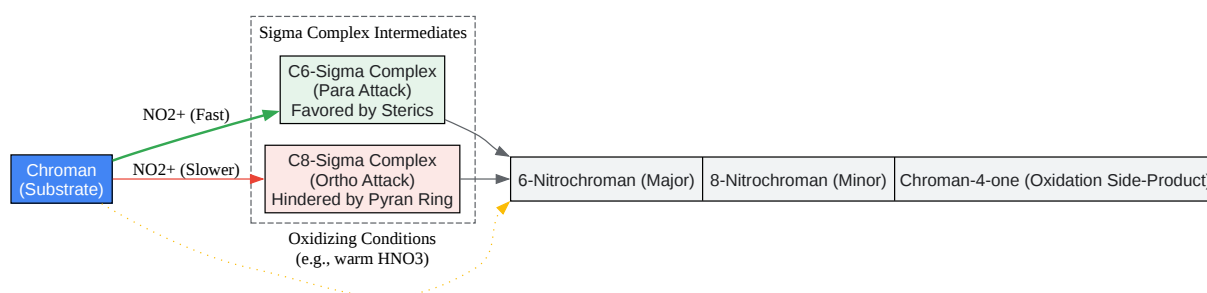 Sigma Complex Intermediates
C6-Sigma Complex
(Para Attack)
Favored by Sterics
NO2+ (Fast)
Chroman
(Substrate)
NO2+ (Slower)
C8-Sigma Complex
(Ortho Attack)
Hindered by Pyran Ring
6-Nitrochroman (Major)
8-Nitrochroman (Minor)
Chroman-4-one (Oxidation Side-Product)
Oxidizing Conditions
(e.g., warm HNO3)